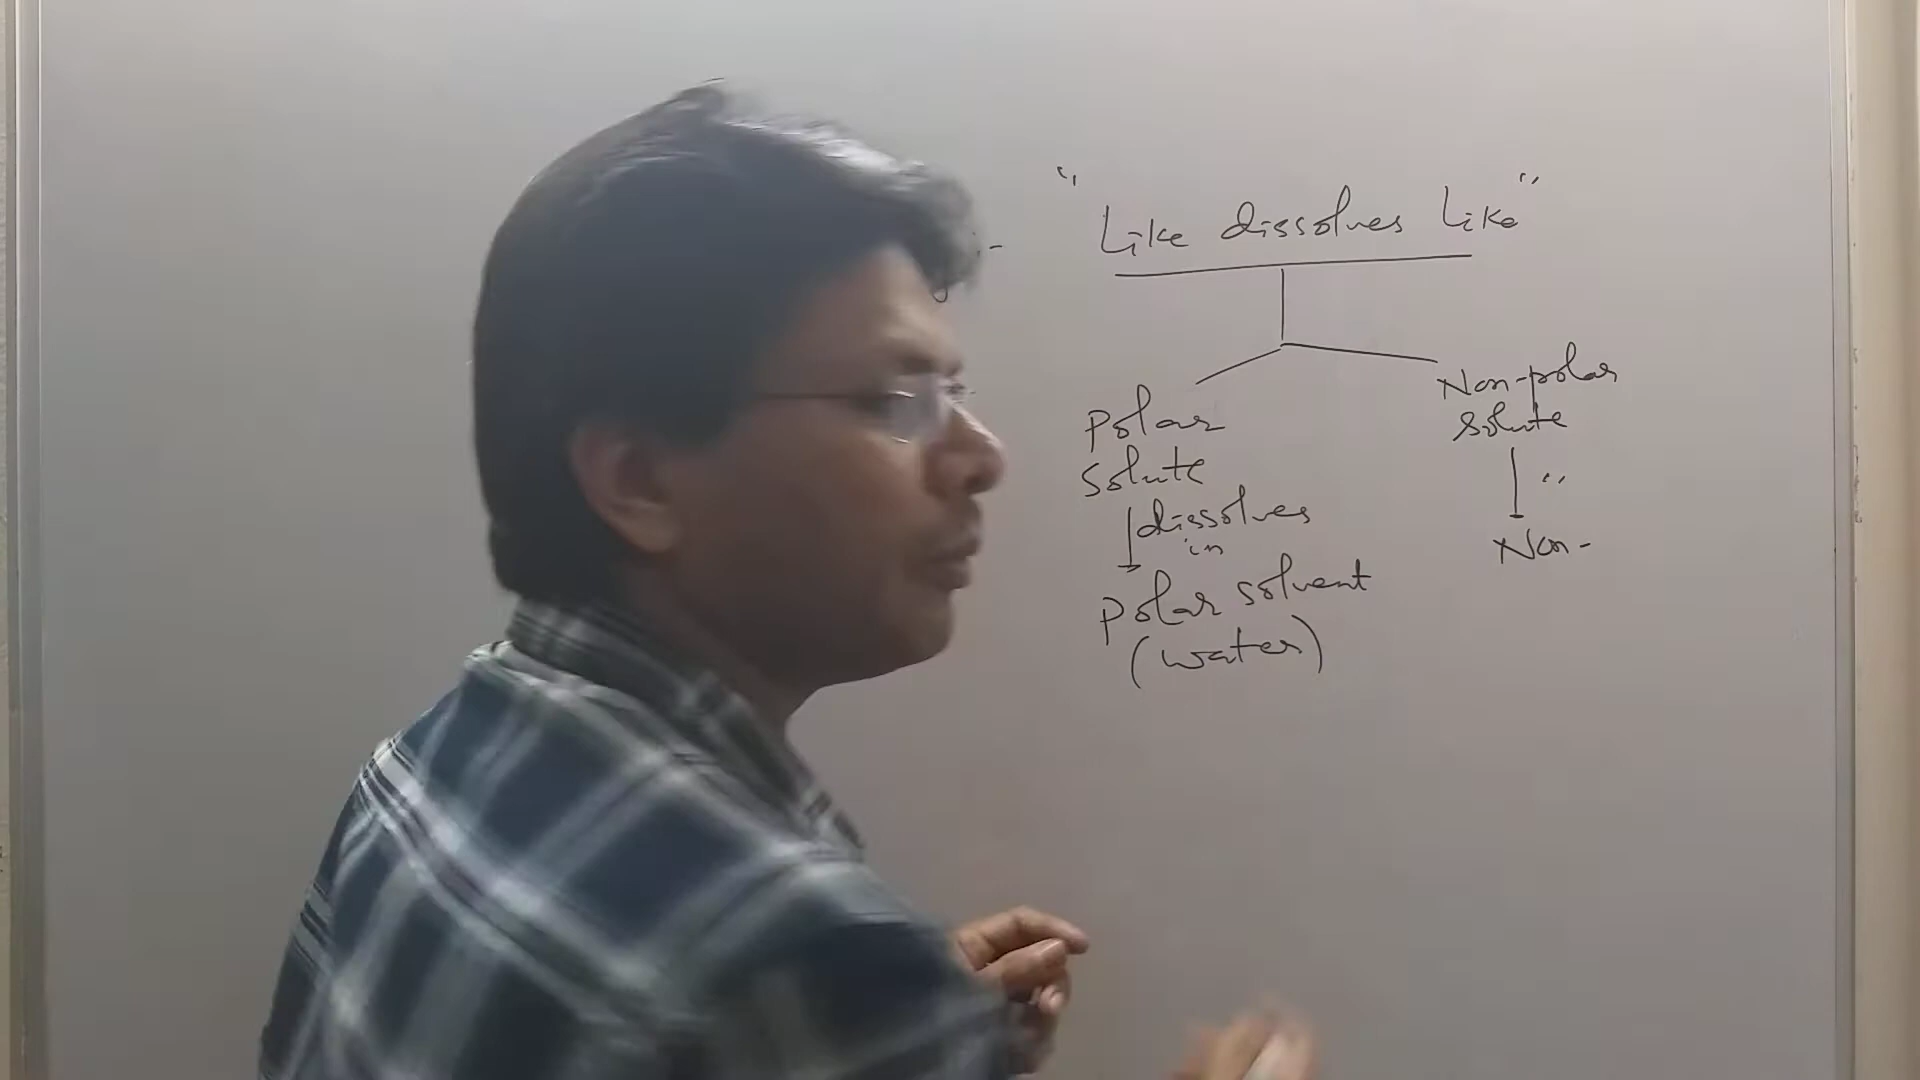 "Like dissolves Like"
Polar
solute
dissolves
in
Polar solvent
(water)
Non-polar
Solute
"
Non-